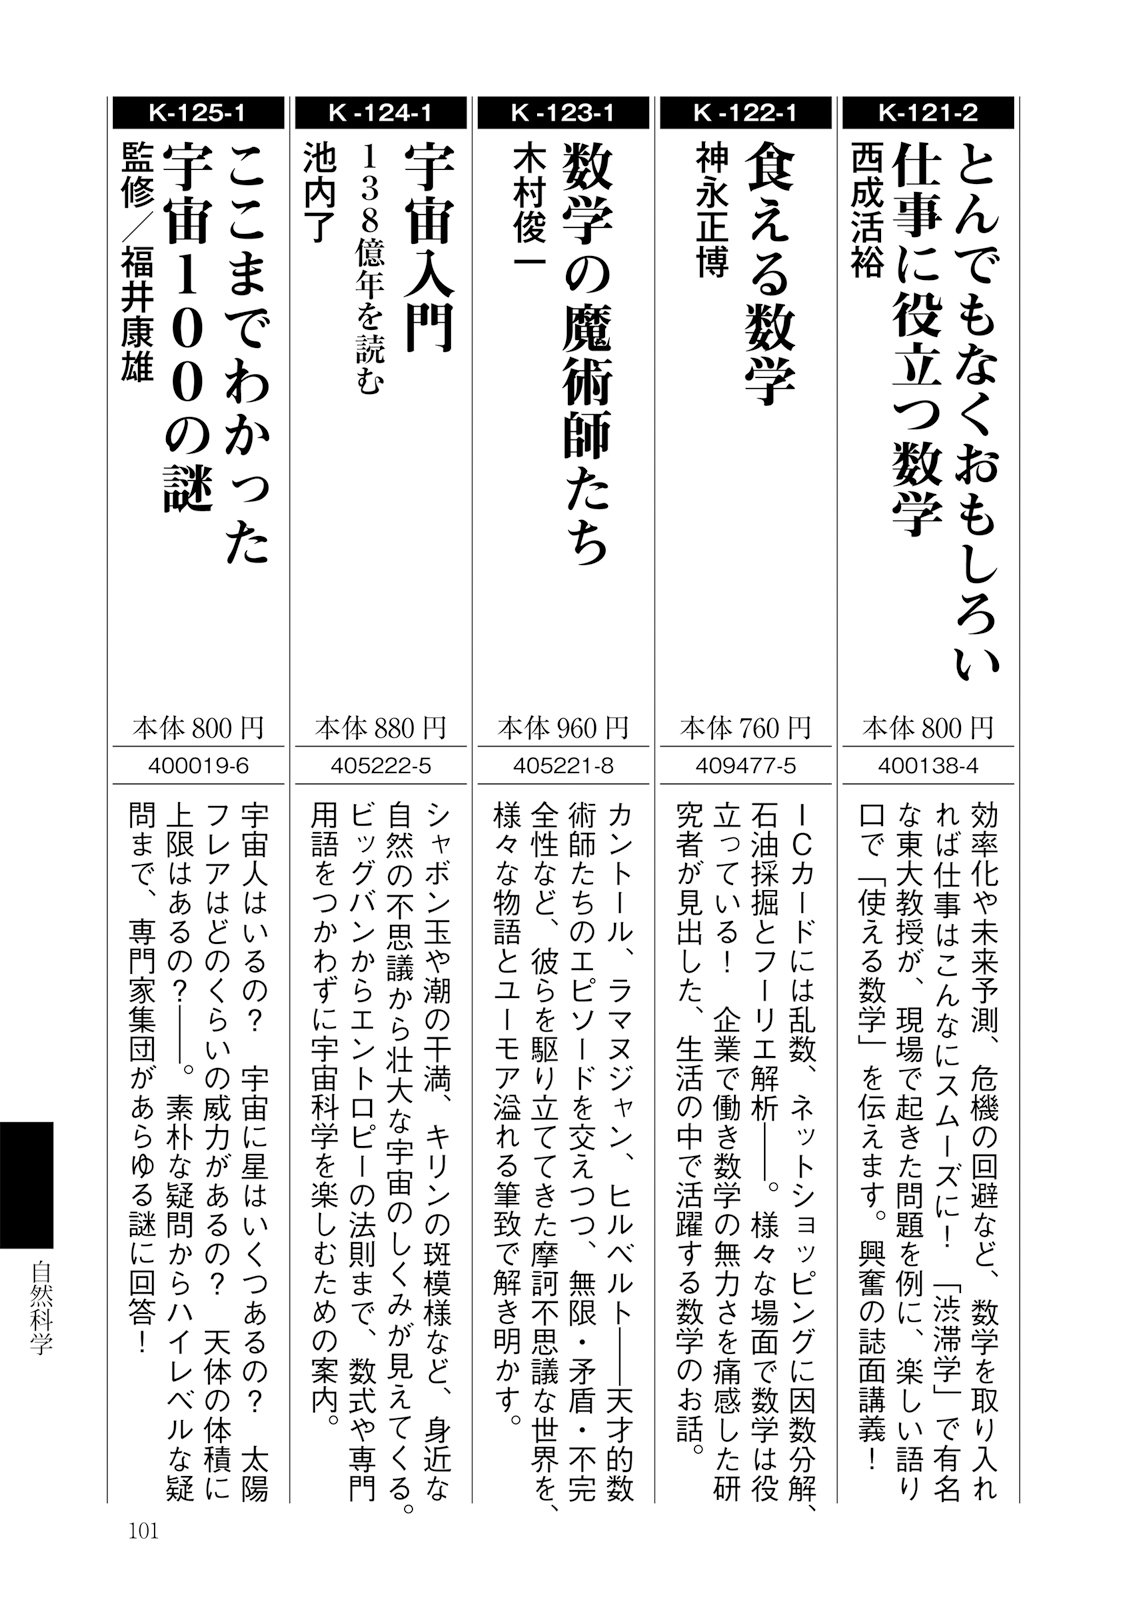 K-121-2
とんでもなくおもしろい
仕事に役立つ数学
西成活裕
本体800円
400138-4
効率化や未来予測、危機の回避など、数学を取り入れ
れば仕事はこんなにスムーズに！　「渋滞学」で有名
な東大教授が、現場で起きた問題を例に、楽しい語り
口で「使える数学」を伝えます。興奮の誌面講義！
K-122-1
食える数学
神永正博
本体760円
409477-5
ICカードには乱数、ネットショッピングに因数分解、
石油採掘とフーリエ解析――。様々な場面で数学は役
立っている！　企業で働き数学の無力さを痛感した研
究者が見出した、生活の中で活躍する数学のお話。
K-123-1
数学の魔術師たち
木村俊一
本体960円
405221-8
カントール、ラマヌジャン、ヒルベルト――天才的数
術師たちのエピソードを交えつつ、無限・矛盾・不完
全性など、彼らを駆り立ててきた摩訶不思議な世界を、
様々な物語とユーモア溢れる筆致で解き明かす。
K-124-1
宇宙入門
138億年を読む
池内了
本体880円
405222-5
シャボン玉や潮の干満、キリンの斑模様など、身近な
自然の不思議から壮大な宇宙のしくみが見えてくる。
ビッグバンからエントロピーの法則まで、数式や専門
用語をつかわずに宇宙科学を楽しむための案内。
K-125-1
ここまでわかった
宇宙100の謎
監修／福井康雄
本体800円
400019-6
宇宙人はいるの？　宇宙に星はいくつあるの？　太陽
フレアはどのくらいの威力があるの？　天体の体積に
上限はあるの？――。素朴な疑問からハイレベルな疑
問まで、専門家集団があらゆる謎に回答！
自然科学
101